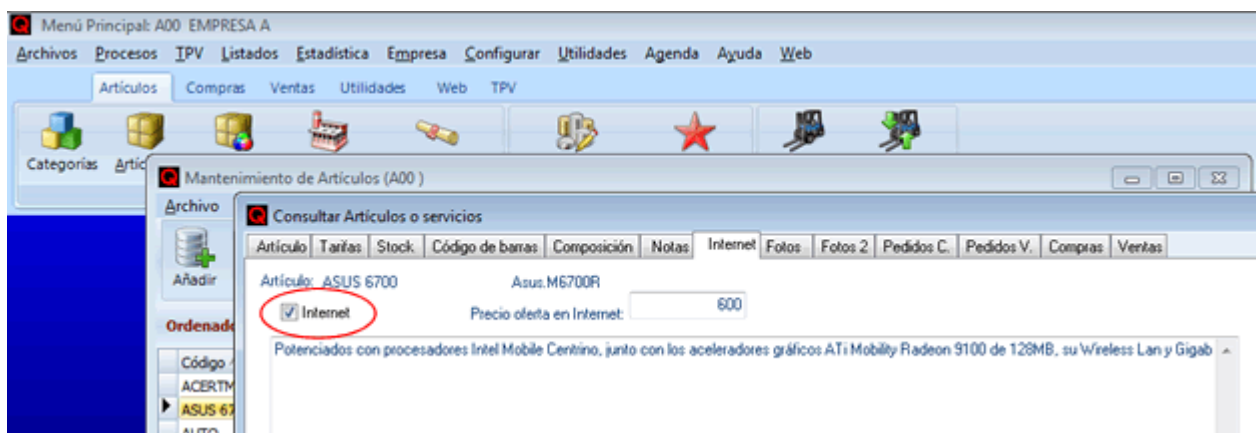 Menú Principal: A00 EMPRESA A
Archivos Procesos TPV Listados Estadística Empresa Configurar Utilidades Agenda Ayuda Web
Artículos Compras Ventas Utilidades Web TPV
Categorías
Mantenimiento de Artículos (A00 )
Archivo
Consultar Artículos o servicios
Artículo Tarifas Stock Código de barras Composición Notas Internet Fotos Fotos 2 Pedidos C. Pedidos V. Compras Ventas
Añadir
Artículo: ASUS 6700 Asus.M6700R
Internet Precio oferta en Internet: 600
Potenciados con procesadores Intel Mobile Centrino, junto con los aceleradores gráficos ATi Mobility Radeon 9100 de 128MB, su Wireless Lan y Gigab
Código
ACERTM
ASUS 67